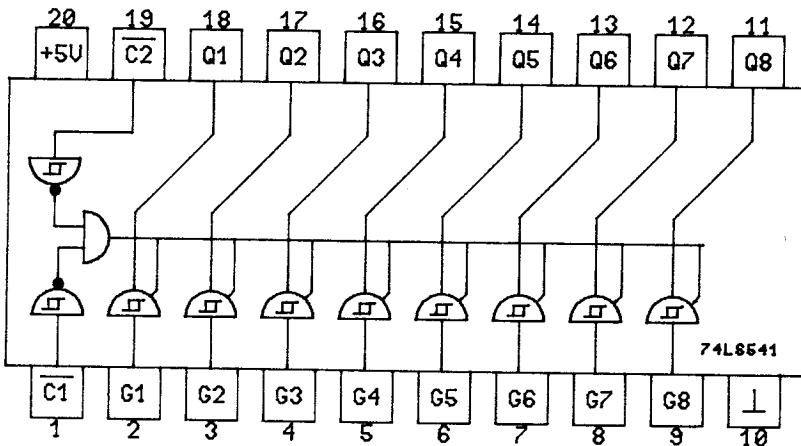 20 19 18 17 16 15 14 13 12 11
+5V C2 Q1 Q2 Q3 Q4 Q5 Q6 Q7 Q8
74LS541
C1 G1 G2 G3 G4 G5 G6 G7 G8 ⊥
1 2 3 4 5 6 7 8 9 10